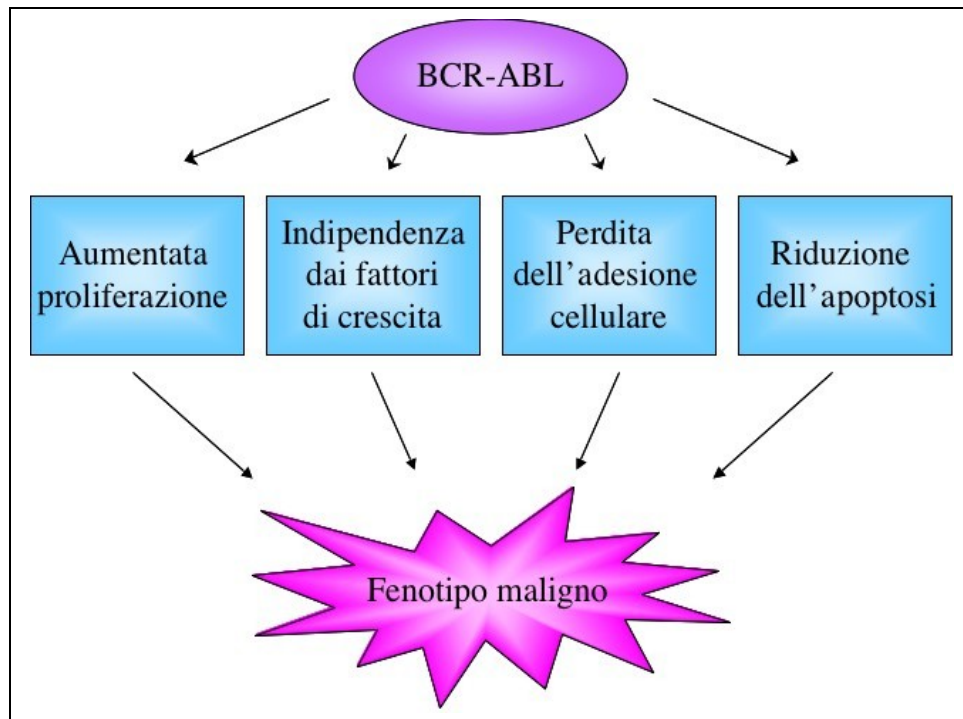 BCR-ABL
Aumentata
proliferazione
Indipendenza
dai fattori
di crescita
Perdita
dell’adesione
cellulare
Riduzione
dell’apoptosi
Fenotipo maligno